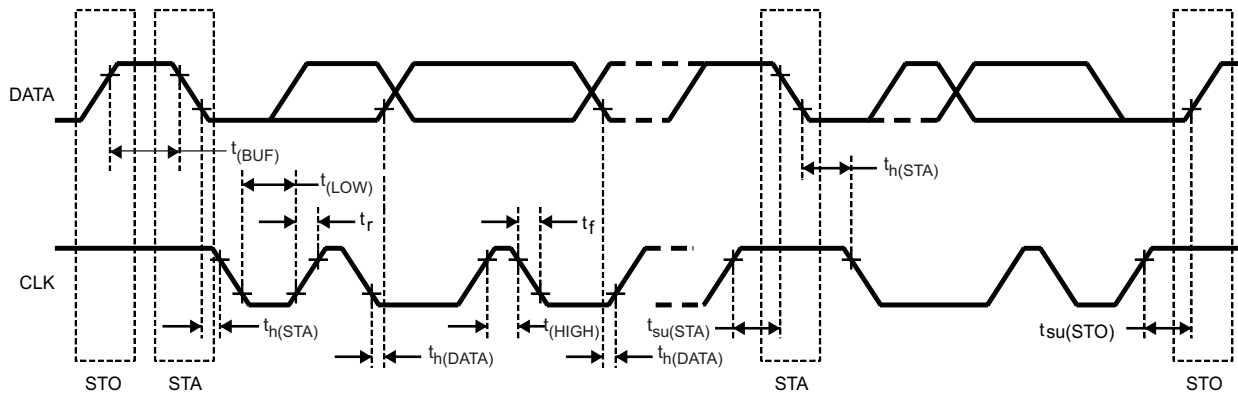 DATA
t(BUF)
t(LOW)
th(STA)
tr
tf
CLK
th(STA)
t(HIGH)
tsu(STA)
tsu(STO)
th(DATA)
th(DATA)
STO
STA
STA
STO